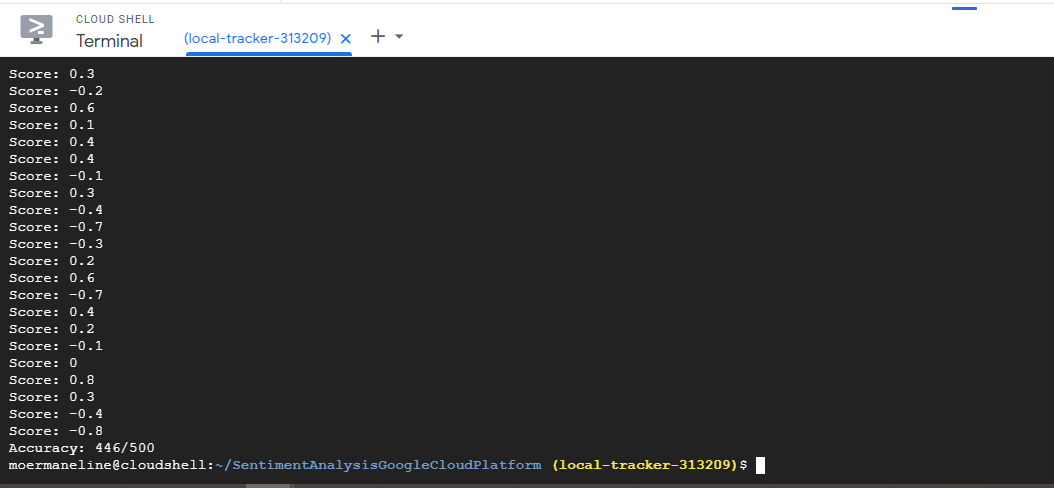 CLOUD SHELL
Terminal
(local-tracker-313209)
Score: 0.3
Score: -0.2
Score: 0.6
Score: 0.1
Score: 0.4
Score: 0.4
Score: -0.1
Score: 0.3
Score: -0.4
Score: -0.7
Score: -0.3
Score: 0.2
Score: 0.6
Score: -0.7
Score: 0.4
Score: 0.2
Score: -0.1
Score: 0
Score: 0.8
Score: 0.3
Score: -0.4
Score: -0.8
Accuracy: 446/500
moermaneline@cloudshell:~/SentimentAnalysisGoogleCloudPlatform (local-tracker-313209)$